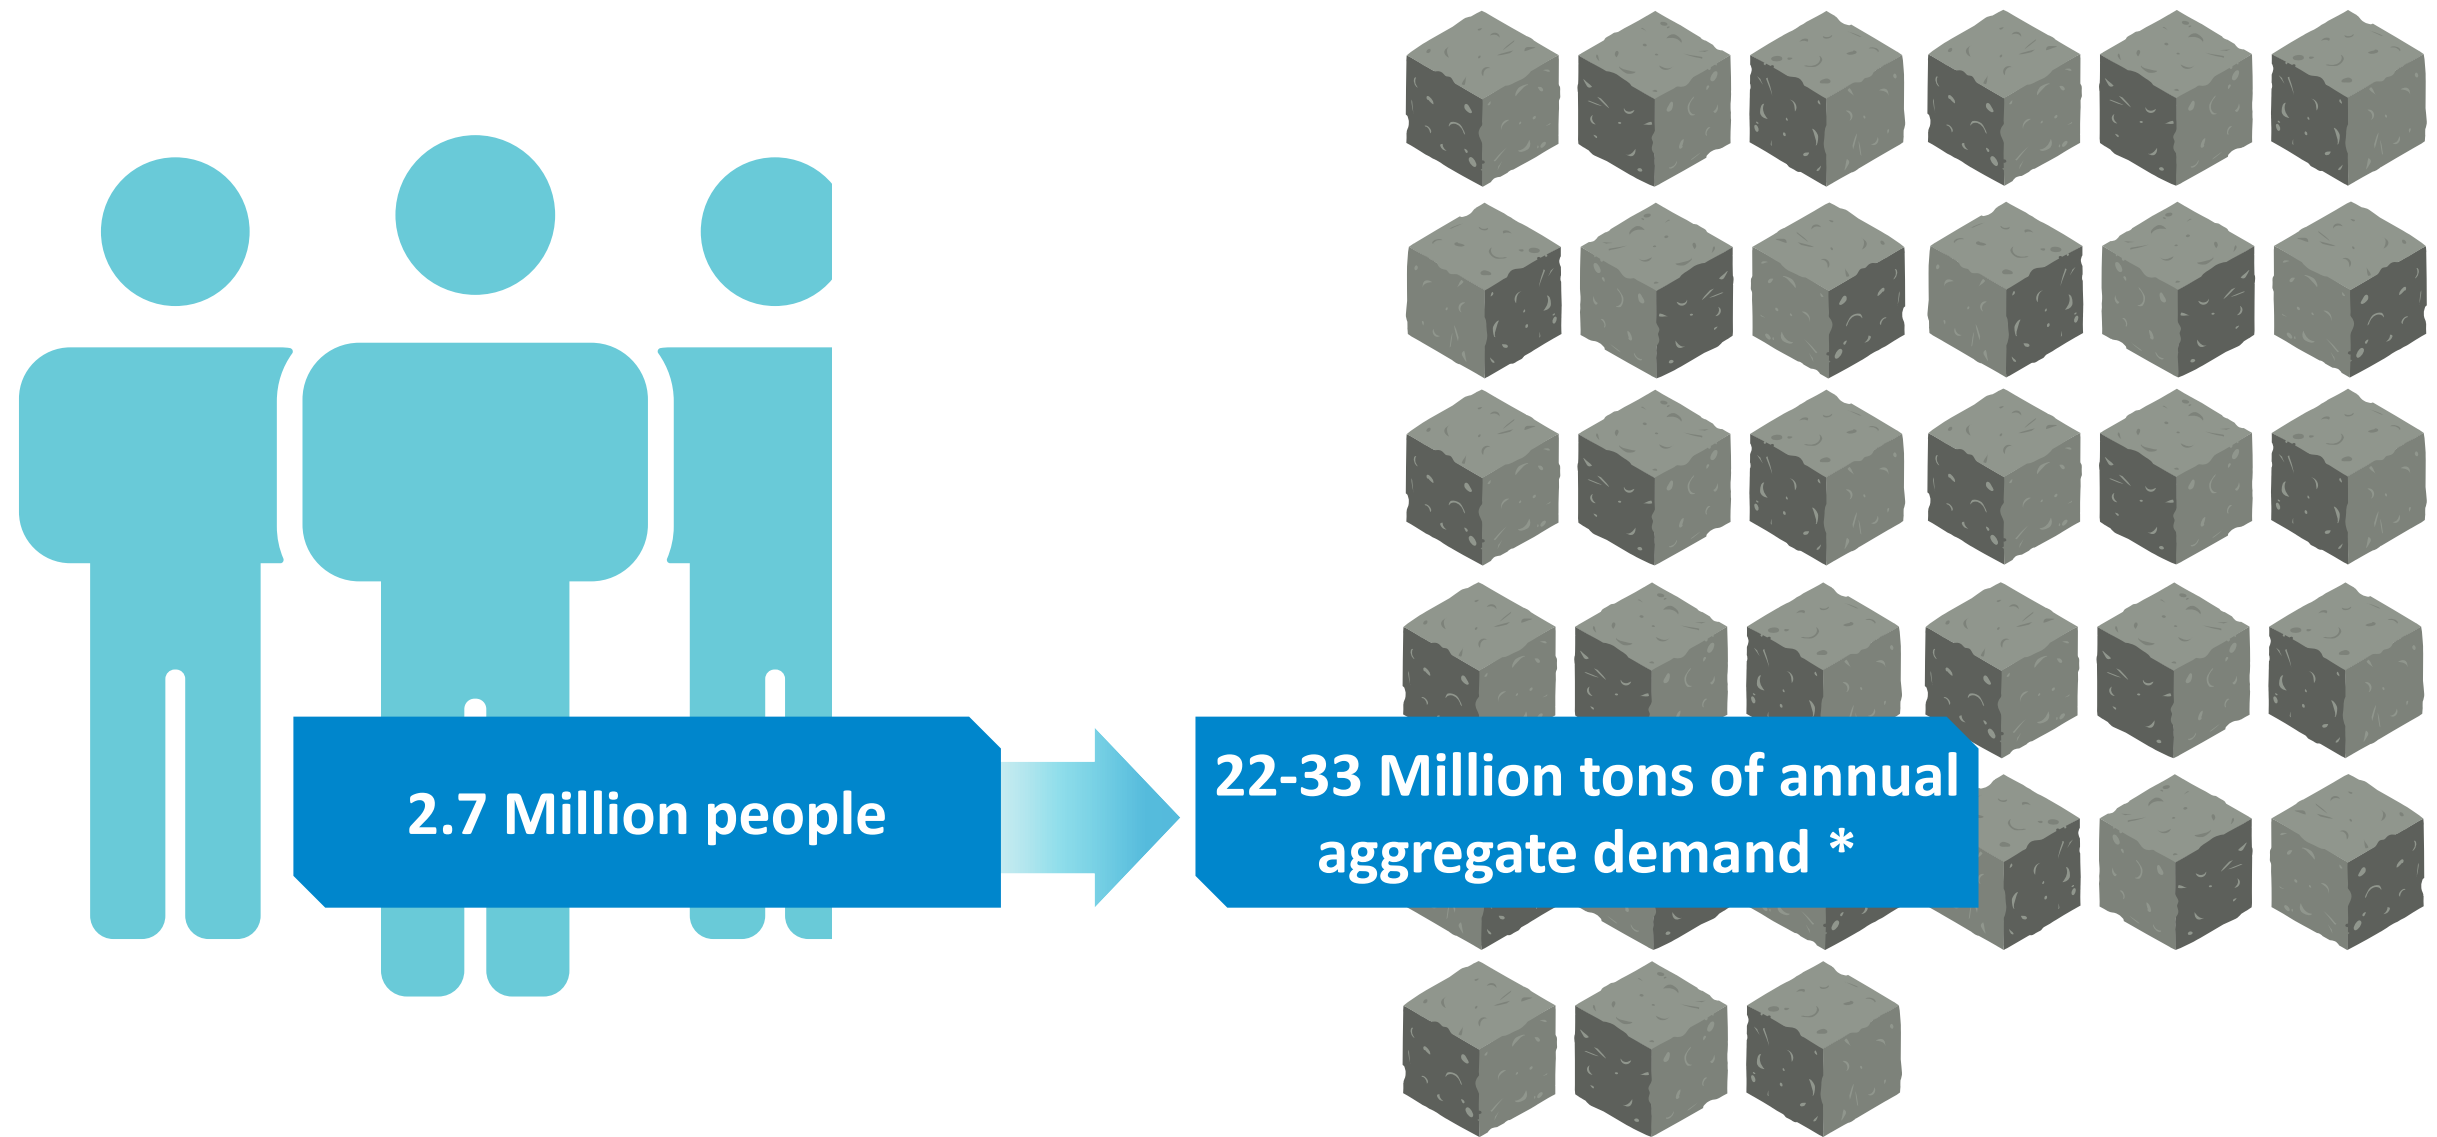 2.7 Million people
22-33 Million tons of annual
aggregate demand *